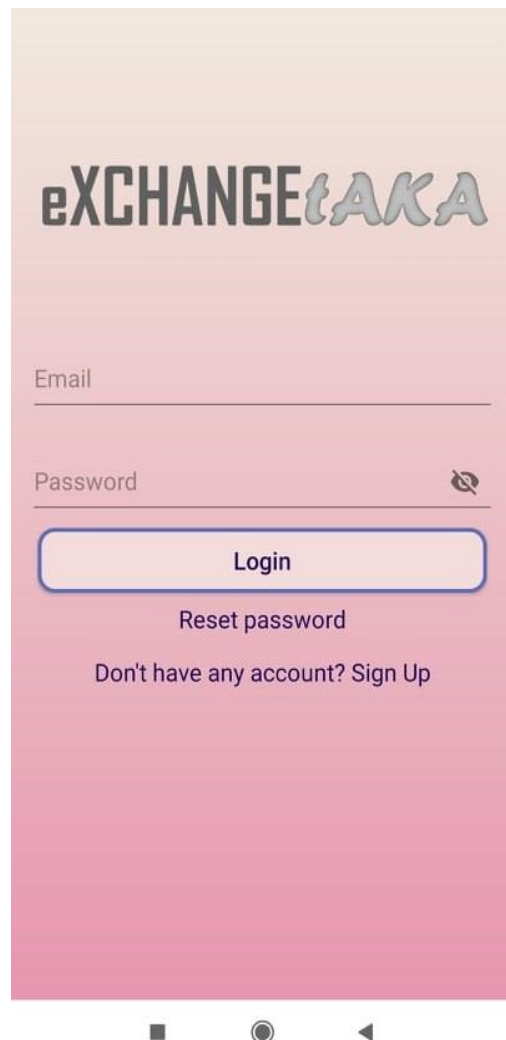 eXCHANGEtAKA
Email
Password
Login
Reset password
Don't have any account? Sign Up